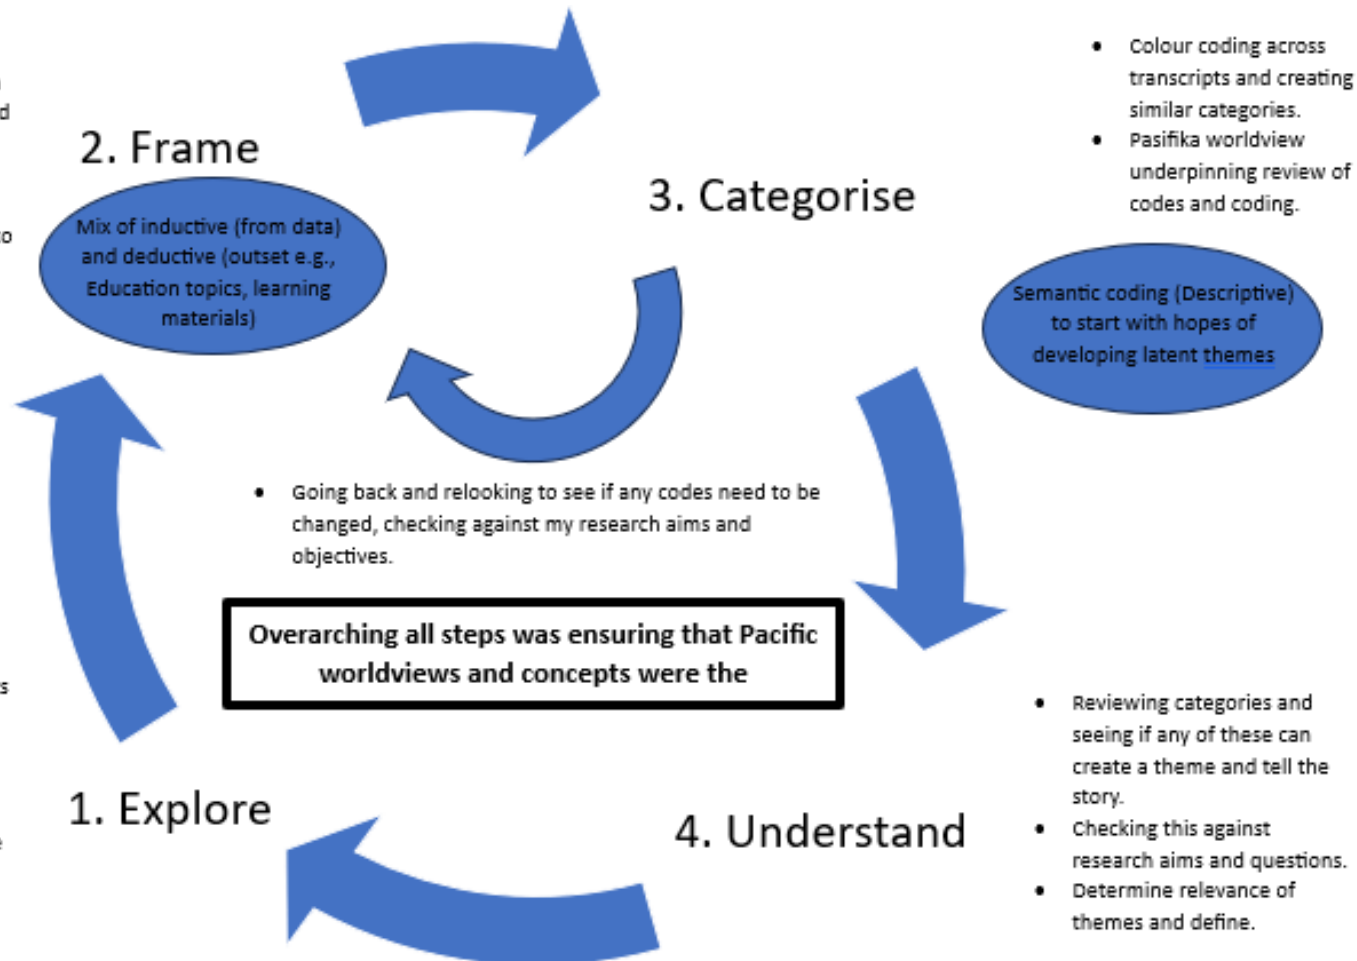 2. Frame
Mix of inductive (from data)
and deductive (outset e.g.,
Education topics, learning
materials)
3. Categorise
• Colour coding across
transcripts and creating
similar categories.
• Pasifika worldview
underpinning review of
codes and coding.
Semantic coding (Descriptive)
to start with hopes of
developing latent themes
• Going back and relooking to see if any codes need to be
changed, checking against my research aims and
objectives.
Overarching all steps was ensuring that Pacific
worldviews and concepts were the
1. Explore
4. Understand
• Reviewing categories and
seeing if any of these can
create a theme and tell the
story.
• Checking this against
research aims and questions.
• Determine relevance of
themes and define.